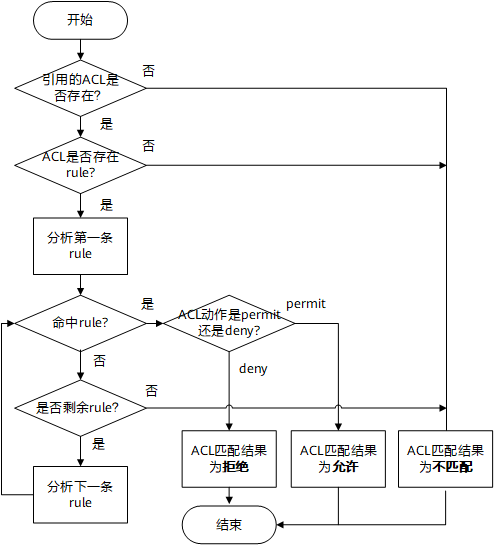 开始
引用的ACL是
否存在？
否
是
ACL是否存在
rule?
否
是
分析第一条
rule
命中rule?
是
ACL动作是permit
还是deny?
permit
否
deny
是否剩余rule?
否
是
分析下一条
rule
ACL匹配结果
为拒绝
ACL匹配结果
为允许
ACL匹配结果
为不匹配
结束